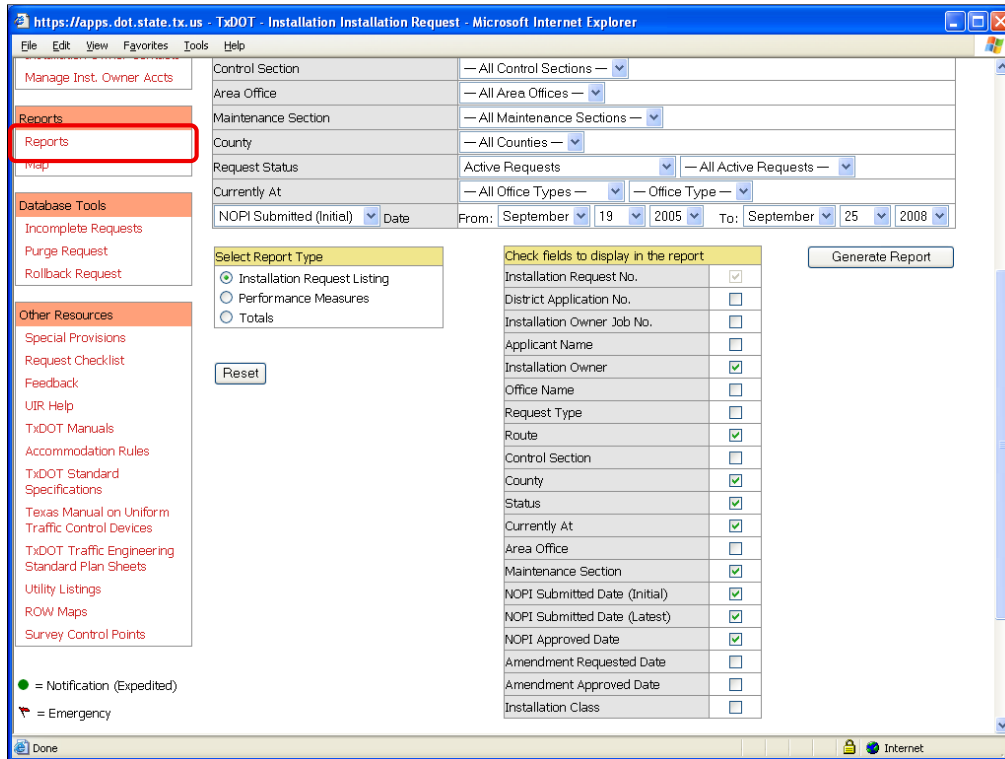 https://apps.dot.state.tx.us - TxDOT - Installation Installation Request - Microsoft Internet Explorer
File Edit View Favorites Tools Help
Manage Inst. Owner Accts
Reports
Reports
Map
Database Tools
Incomplete Requests
Purge Request
Rollback Request
Other Resources
Special Provisions
Request Checklist
Feedback
UIR Help
TxDOT Manuals
Accommodation Rules
TxDOT Standard
Specifications
Texas Manual on Uniform
Traffic Control Devices
TxDOT Traffic Engineering
Standard Plan Sheets
Utility Listings
ROW Maps
Survey Control Points
= Notification (Expedited)
= Emergency
Control Section — All Control Sections —
Area Office — All Area Offices —
Maintenance Section — All Maintenance Sections —
County — All Counties —
Request Status Active Requests — All Active Requests —
Currently At — All Office Types — — Office Type —
NOPI Submitted (Initial) Date From: September 19 2005 To: September 25 2008
Select Report Type
Installation Request Listing
Performance Measures
Totals
Reset
Check fields to display in the report
Installation Request No.
District Application No.
Installation Owner Job No.
Applicant Name
Installation Owner
Office Name
Request Type
Route
Control Section
County
Status
Currently At
Area Office
Maintenance Section
NOPI Submitted Date (Initial)
NOPI Submitted Date (Latest)
NOPI Approved Date
Amendment Requested Date
Amendment Approved Date
Installation Class
Generate Report
Done
Internet